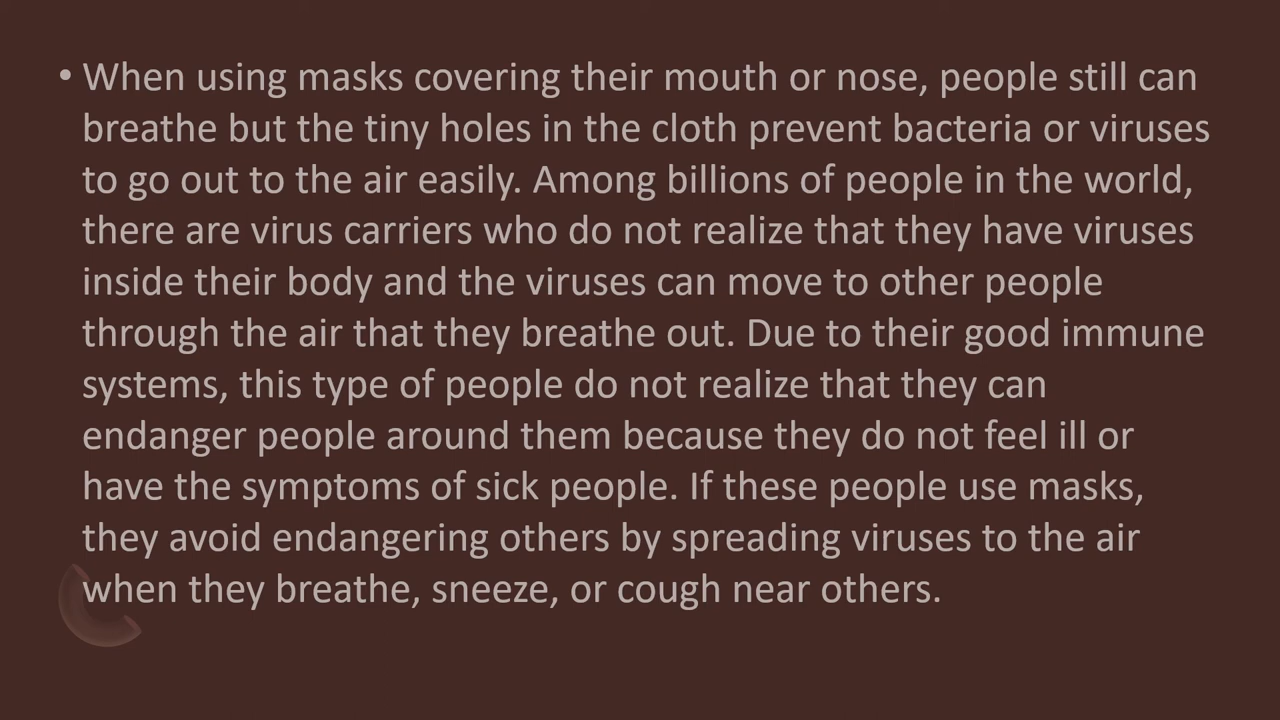 • When using masks covering their mouth or nose, people still can
breathe but the tiny holes in the cloth prevent bacteria or viruses
to go out to the air easily. Among billions of people in the world,
there are virus carriers who do not realize that they have viruses
inside their body and the viruses can move to other people
through the air that they breathe out. Due to their good immune
systems, this type of people do not realize that they can
endanger people around them because they do not feel ill or
have the symptoms of sick people. If these people use masks,
they avoid endangering others by spreading viruses to the air
when they breathe, sneeze, or cough near others.